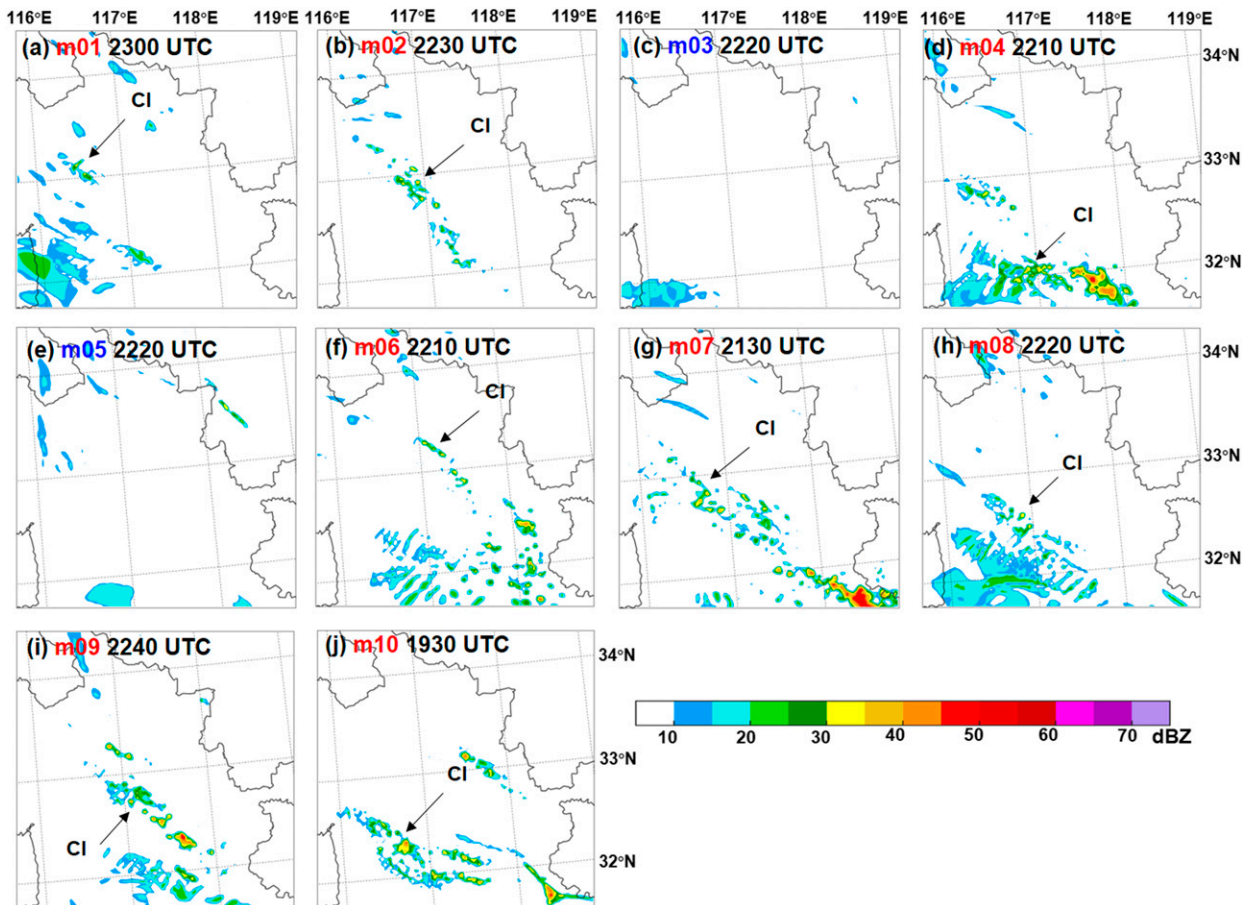 116°E 117°E 118°E 119°E 116°E 117°E 118°E 119°E 116°E 117°E 118°E 119°E 116°E 117°E 118°E 119°E
(a) m01 2300 UTC
(b) m02 2230 UTC
(c) m03 2220 UTC
(d) m04 2210 UTC
34°N
CI
CI
33°N
CI
32°N
(e) m05 2220 UTC
(f) m06 2210 UTC
(g) m07 2130 UTC
(h) m08 2220 UTC
34°N
CI
CI
CI
33°N
32°N
(i) m09 2240 UTC
(j) m10 1930 UTC
34°N
CI
33°N
CI
32°N
10 20 30 40 50 60 70 dBZ